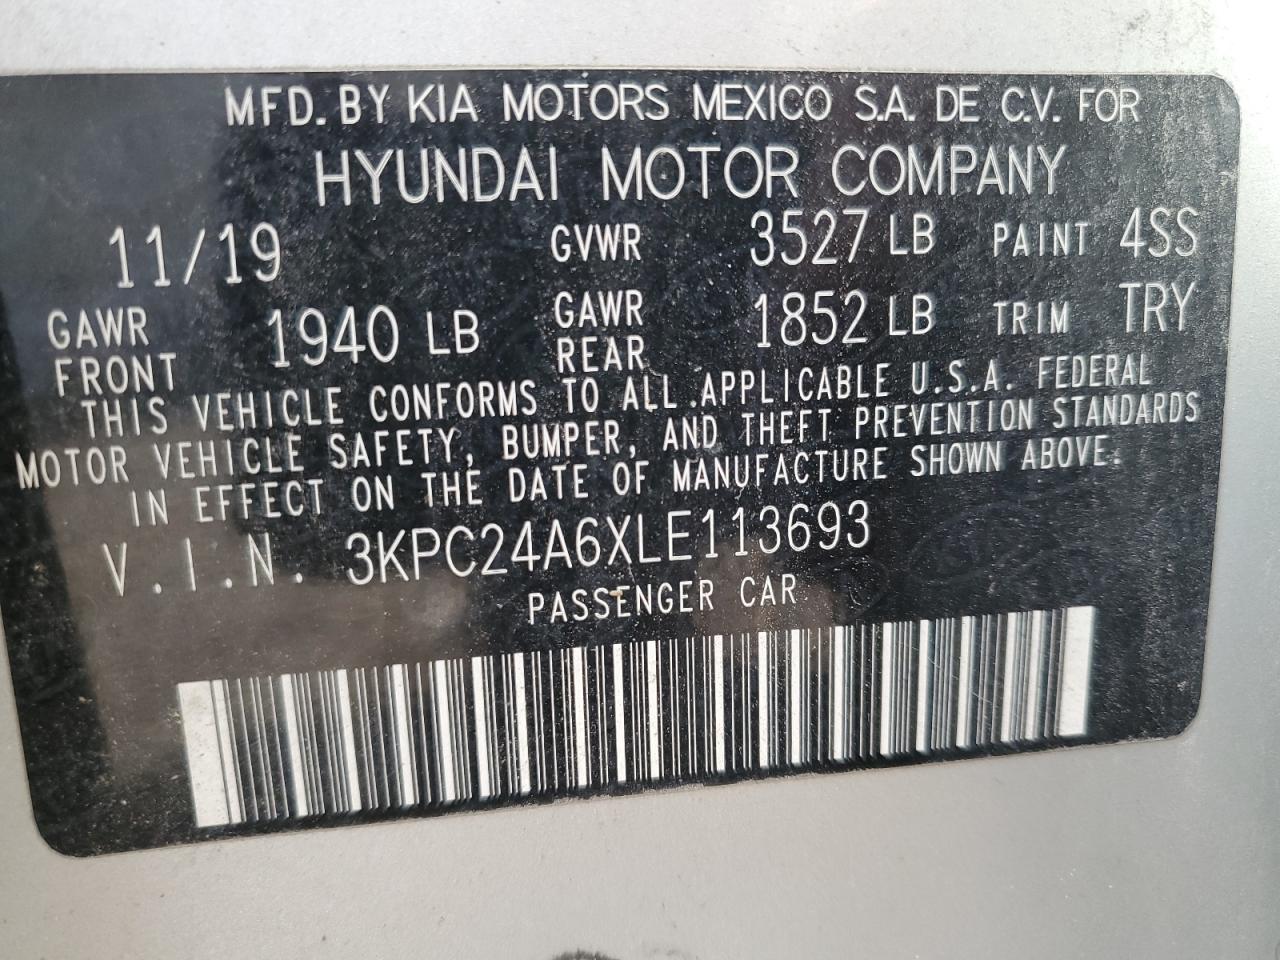 MFD. BY KIA MOTORS MEXICO S.A. DE C.V. FOR
HYUNDAI MOTOR COMPANY
11/19 GVWR 3527 LB PAINT 4SS
GAWR FRONT 1940 LB GAWR REAR 1852 LB TRIM TRY
THIS VEHICLE CONFORMS TO ALL APPLICABLE U.S.A. FEDERAL
MOTOR VEHICLE SAFETY, BUMPER, AND THEFT PREVENTION STANDARDS
IN EFFECT ON THE DATE OF MANUFACTURE SHOWN ABOVE.
V.I.N. 3KPC24A6XLE113693
PASSENGER CAR